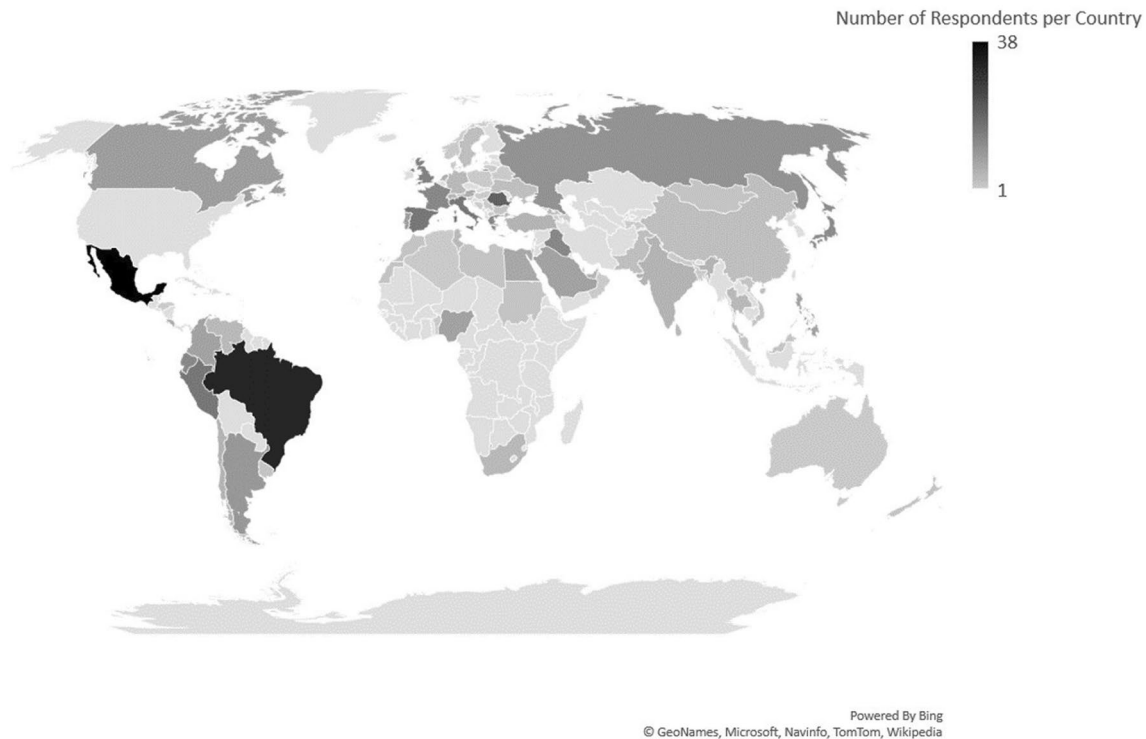 Number of Respondents per Country
38
1
Powered By Bing
© GeoNames, Microsoft, Navinfo, TomTom, Wikipedia